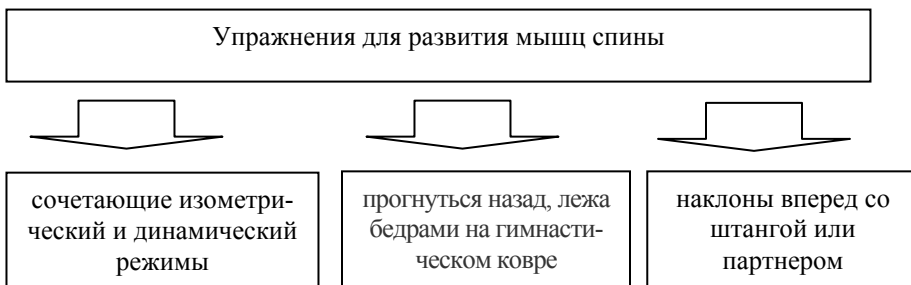 Упражнения для развития мышц спины
сочетающие изометри-
ческий и динамический
режимы
прогнуться назад, лежа
бедрами на гимнасти-
ческом ковре
наклоны вперед со
штангой или
партнером